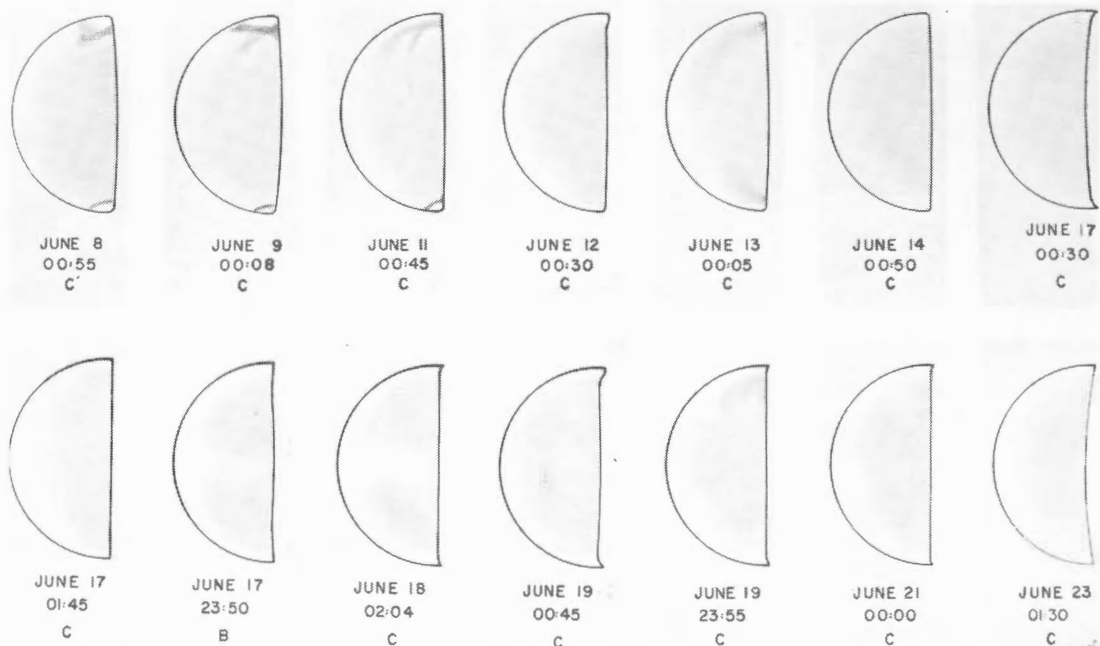 JUNE 8
00:55
C
JUNE 9
00:08
C
JUNE 11
00:45
C
JUNE 12
00:30
C
JUNE 13
00:05
C
JUNE 14
00:50
C
JUNE 17
00:30
C
JUNE 17
01:45
C
JUNE 17
23:50
B
JUNE 18
02:04
C
JUNE 19
00:45
C
JUNE 19
23:55
C
JUNE 21
00:00
C
JUNE 23
01:30
C